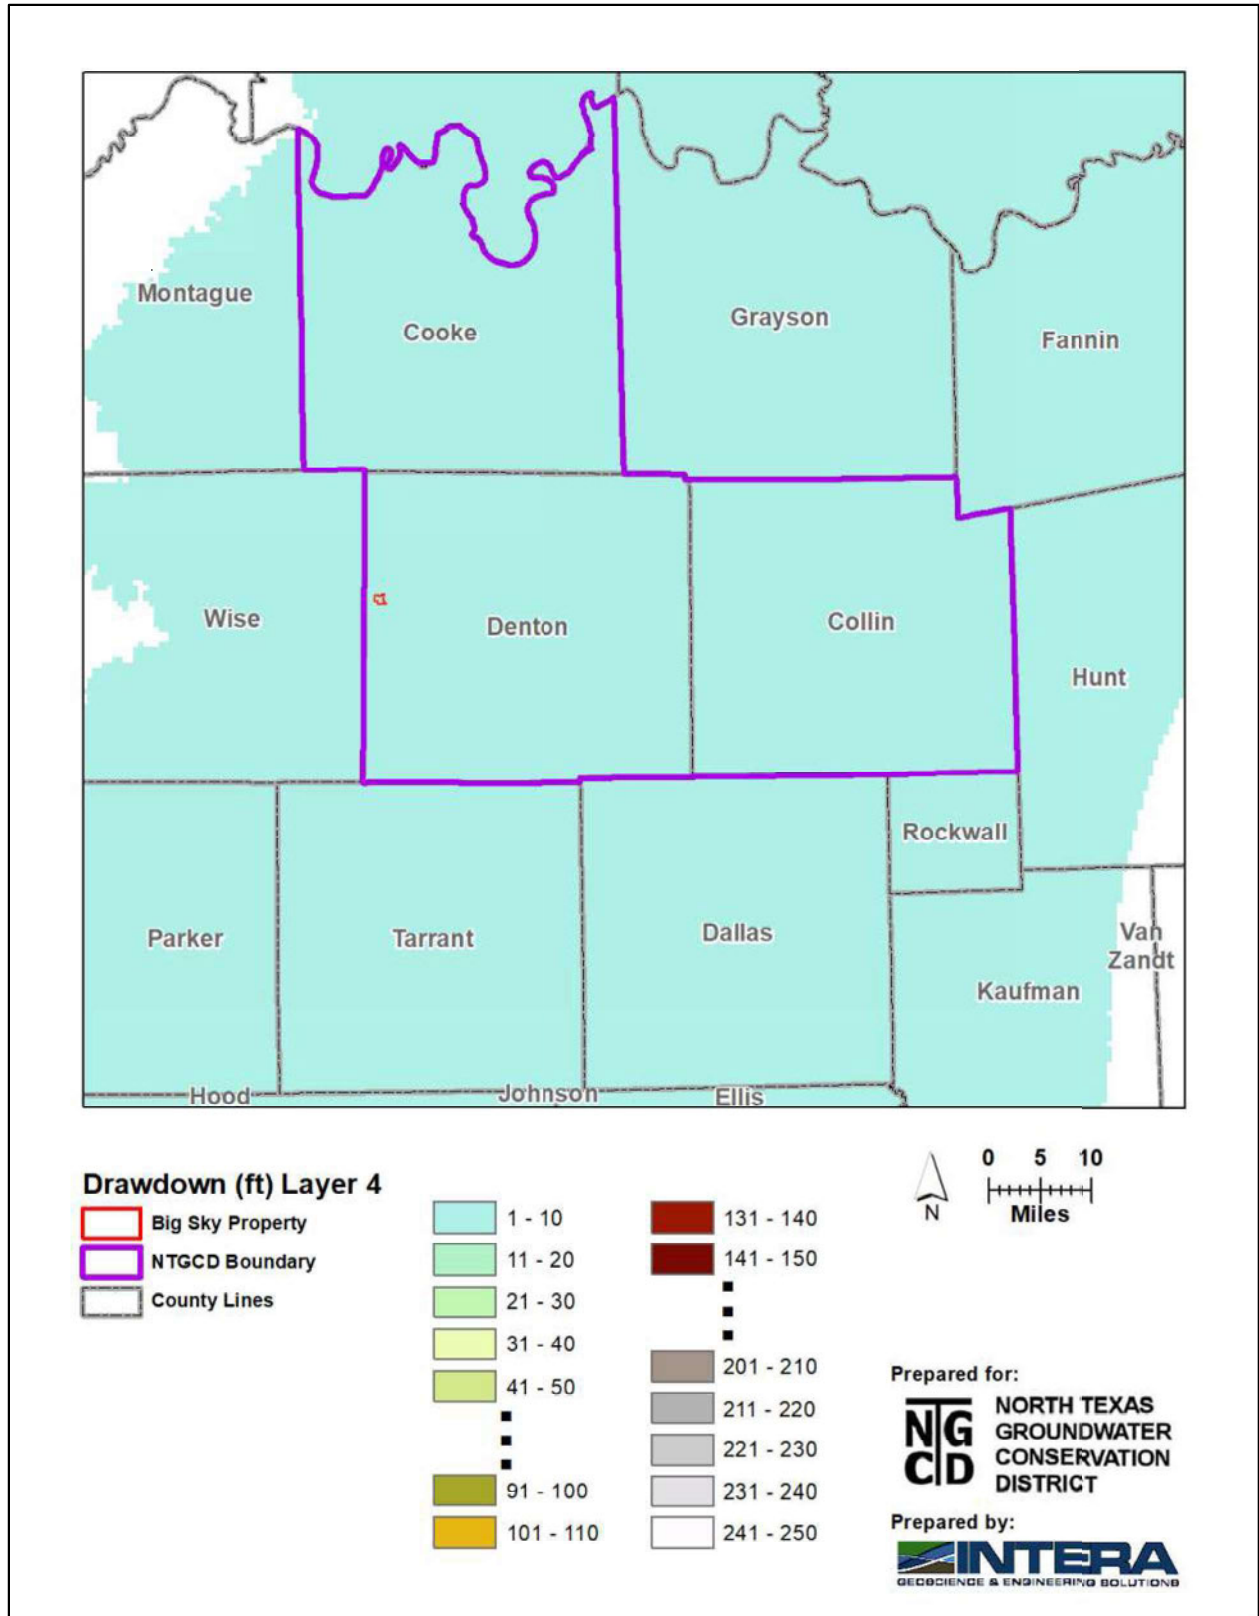 Montague
Cooke
Grayson
Fannin
Wise
Denton
Collin
Hunt
Rockwall
Parker
Tarrant
Dallas
Van
Zandt
Kaufman
Hood
Johnson
Ellis
Drawdown (ft) Layer 4
Big Sky Property
NTGCD Boundary
County Lines
1 - 10
11 - 20
21 - 30
31 - 40
41 - 50
91 - 100
101 - 110
131 - 140
141 - 150
201 - 210
211 - 220
221 - 230
231 - 240
241 - 250
N
0 5 10
Miles
Prepared for:
NTGCD
NORTH TEXAS
GROUNDWATER
CONSERVATION
DISTRICT
Prepared by:
INTERA
GEOSCIENCE & ENGINEERING SOLUTIONS